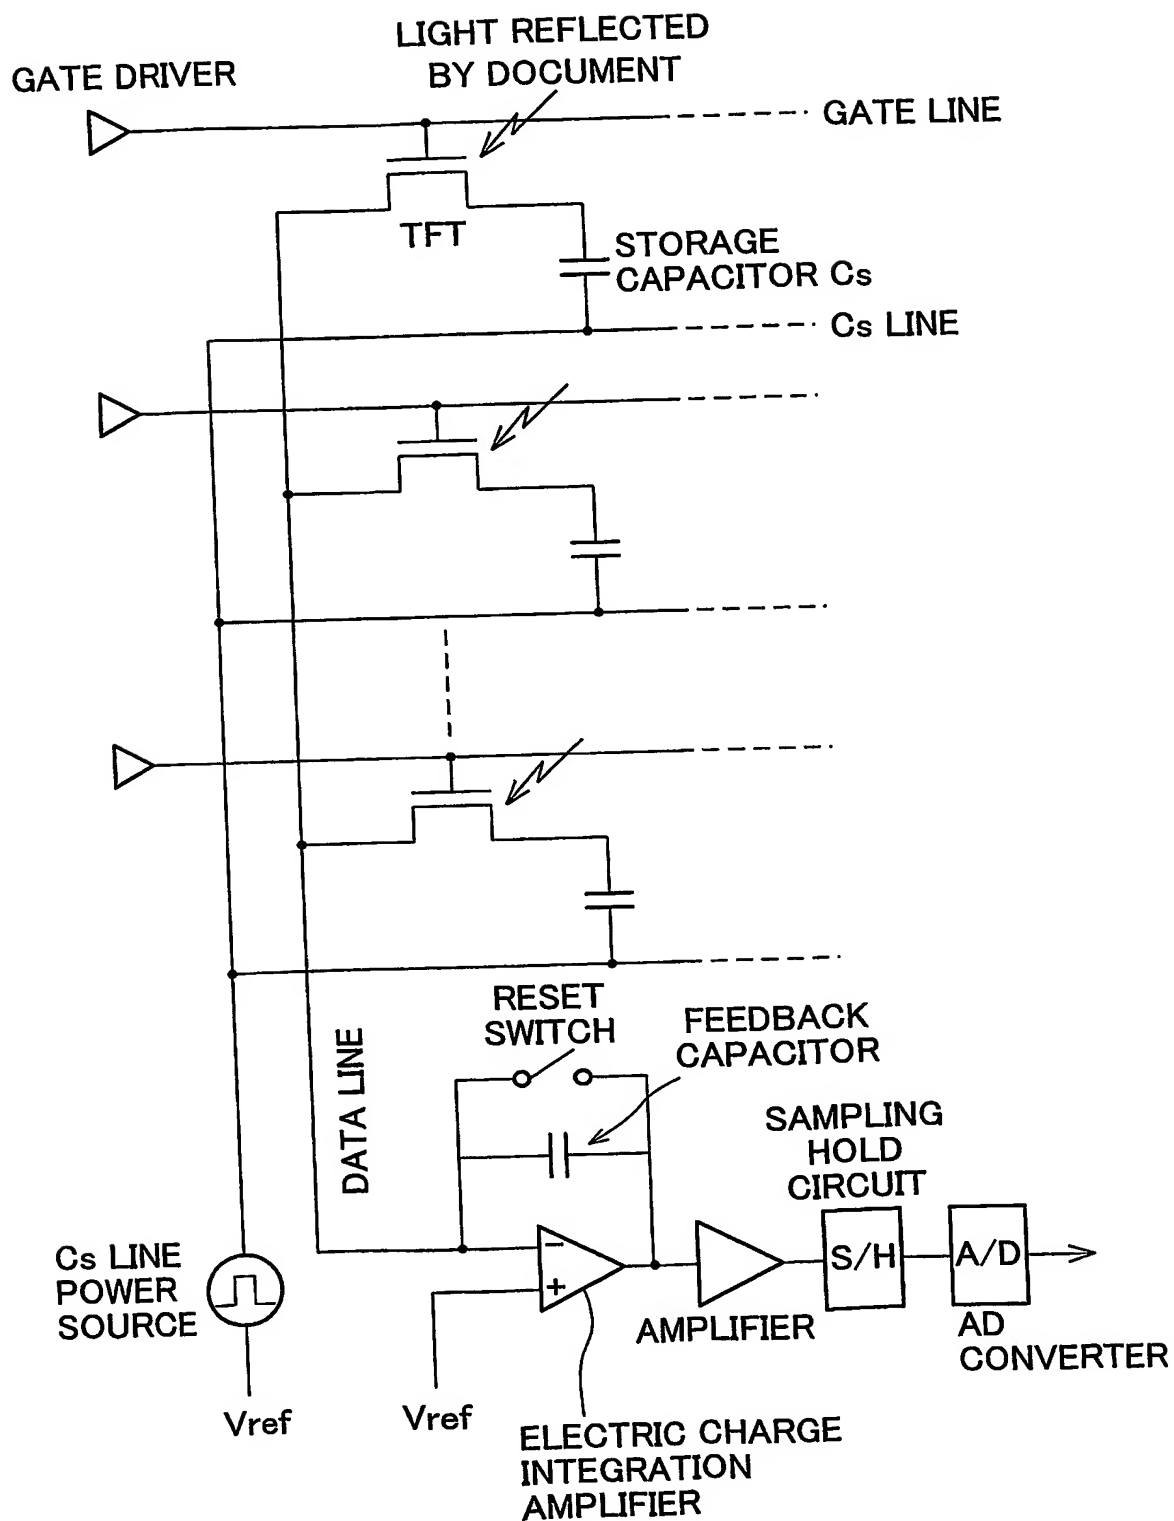 LIGHT REFLECTED
BY DOCUMENT
GATE DRIVER
GATE LINE
TFT
STORAGE
CAPACITOR Cs
Cs LINE
RESET
SWITCH
FEEDBACK
CAPACITOR
DATA LINE
SAMPLING
HOLD
CIRCUIT
Cs LINE
POWER
SOURCE
−
+
S/H
A/D
AMPLIFIER
AD
CONVERTER
Vref
Vref
ELECTRIC CHARGE
INTEGRATION
AMPLIFIER